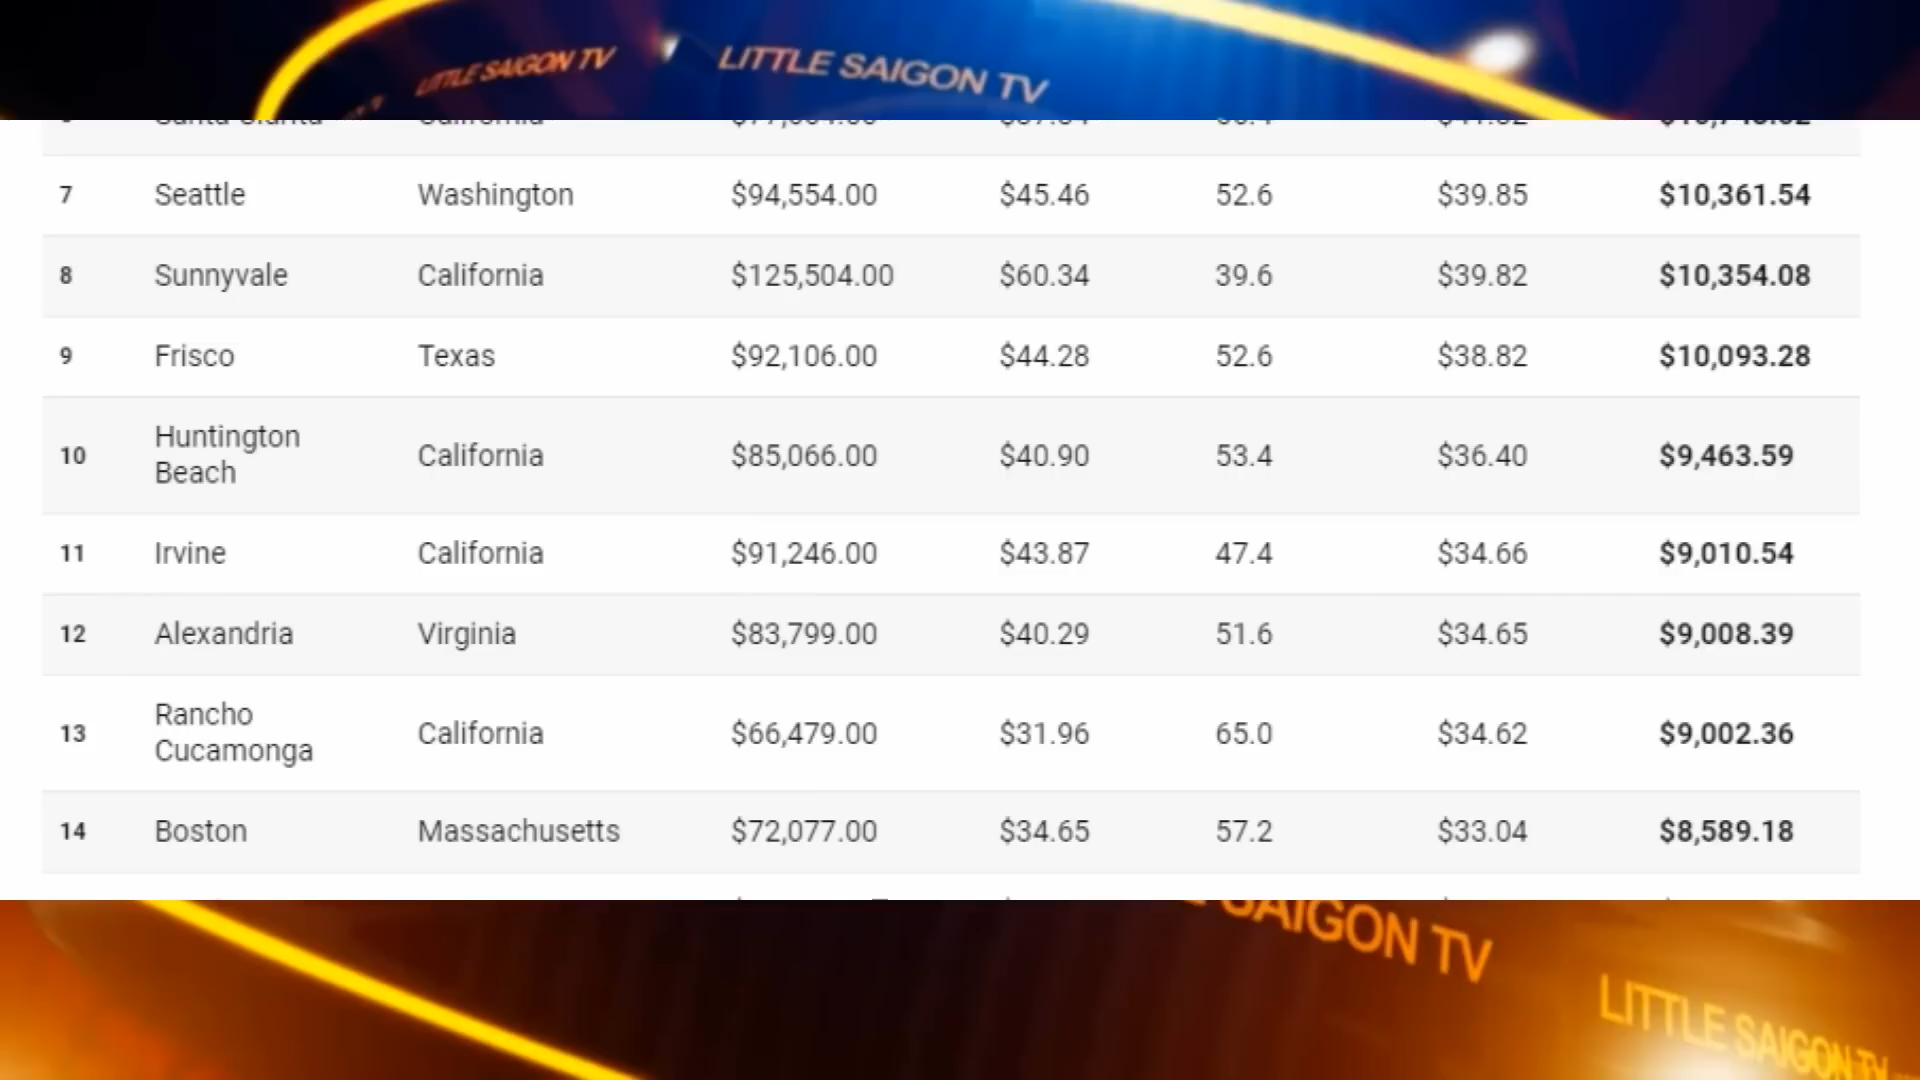 LITTLE SAIGON TV
LITTLE SAIGON TV
7 Seattle Washington $94,554.00 $45.46 52.6 $39.85 $10,361.54
8 Sunnyvale California $125,504.00 $60.34 39.6 $39.82 $10,354.08
9 Frisco Texas $92,106.00 $44.28 52.6 $38.82 $10,093.28
10 Huntington Beach California $85,066.00 $40.90 53.4 $36.40 $9,463.59
11 Irvine California $91,246.00 $43.87 47.4 $34.66 $9,010.54
12 Alexandria Virginia $83,799.00 $40.29 51.6 $34.65 $9,008.39
13 Rancho Cucamonga California $66,479.00 $31.96 65.0 $34.62 $9,002.36
14 Boston Massachusetts $72,077.00 $34.65 57.2 $33.04 $8,589.18
SAIGON TV
LITTLE SAIGON TV